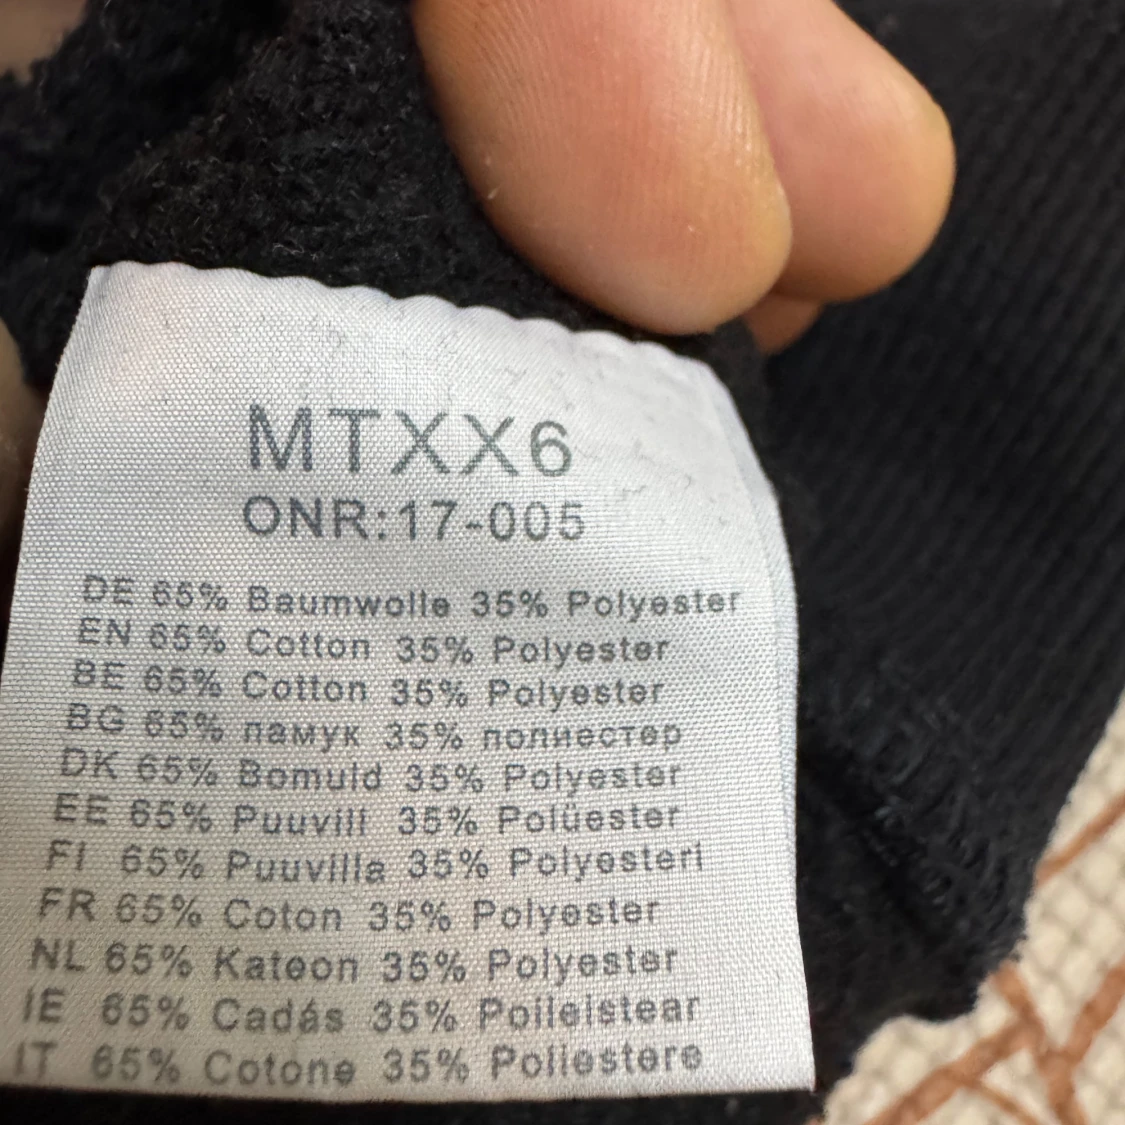 MTXX6
ONR:17-005
DE 65% Baumwolle 35% Polyester
EN 65% Cotton 35% Polyester
BE 65% Cotton 35% Polyester
BG 65% памук 35% полиестер
DK 65% Bomuld 35% Polyester
EE 65% Puuvill 35% Polüester
FI 65% Puuvilla 35% Polyesteri
FR 65% Coton 35% Polyester
NL 65% Katoen 35% Polyester
IE 65% Cadás 35% Poileistear
IT 65% Cotone 35% Poliestere